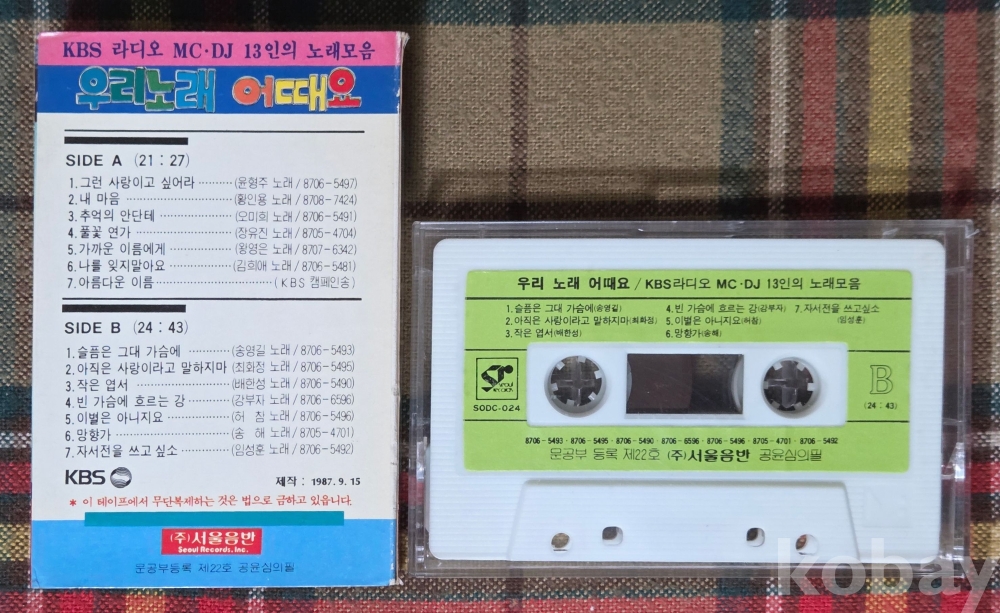 KBS 라디오 MC·DJ 13인의 노래모음
우리노래 어때요
SIDE A (21 : 27)
1. 그런 사랑이고 싶어라 ·········· (윤형주 노래 / 8706-5497)
2. 내 마음 ·········· (황인용 노래 / 8708-7424)
3. 추억의 안단테 ·········· (오미희 노래 / 8706-5491)
4. 풀꽃 연가 ·········· (장유진 노래 / 8705-4704)
5. 가까운 이름에게 ·········· (왕영은 노래 / 8707-6342)
6. 나를 잊지말아요 ·········· (김희애 노래 / 8706-5481)
7. 아름다운 이름 ·········· (KBS 캠페인송)
SIDE B (24 : 43)
1. 슬픔은 그대 가슴에 ·········· (송영길 노래 / 8706-5493)
2. 아직은 사랑이라고 말하지마 (최화정 노래 / 8706-5495)
3. 작은 엽서 ·········· (배한성 노래 / 8706-5490)
4. 빈 가슴에 흐르는 강 ·········· (강부자 노래 / 8706-6596)
5. 이별은 아니지요 ·········· (허 참 노래 / 8706-5496)
6. 망향가 ·········· (송 해 노래 / 8705-4701)
7. 자서전을 쓰고 싶소 ·········· (임성훈 노래 / 8706-5492)
KBS
제작 : 1987. 9. 15
* 이 테이프에서 무단복제하는 것은 법으로 금하고 있읍니다.
(주)서울음반
Seoul Records. Inc.
문공부등록 제22호 공윤심의필
우리 노래 어때요 / KBS라디오 MC·DJ 13인의 노래모음
1. 슬픔은 그대 가슴에(송영길)
2. 아직은 사랑이라고 말하지마(최화정)
3. 작은 엽서(배한성)
4. 빈 가슴에 흐르는 강(강부자)
5. 이별은 아니지요(허참)
6. 망향가(송해)
7. 자서전을 쓰고싶소
(임성훈)
Seoul
Records
SODC-024
B
(24 : 43)
8706-5493 · 8706-5495 · 8706-5490 · 8706-6596 · 8706-5496 · 8705-4701 · 8706-5492
문공부 등록 제22호 (주)서울음반 공윤심의필
kobay